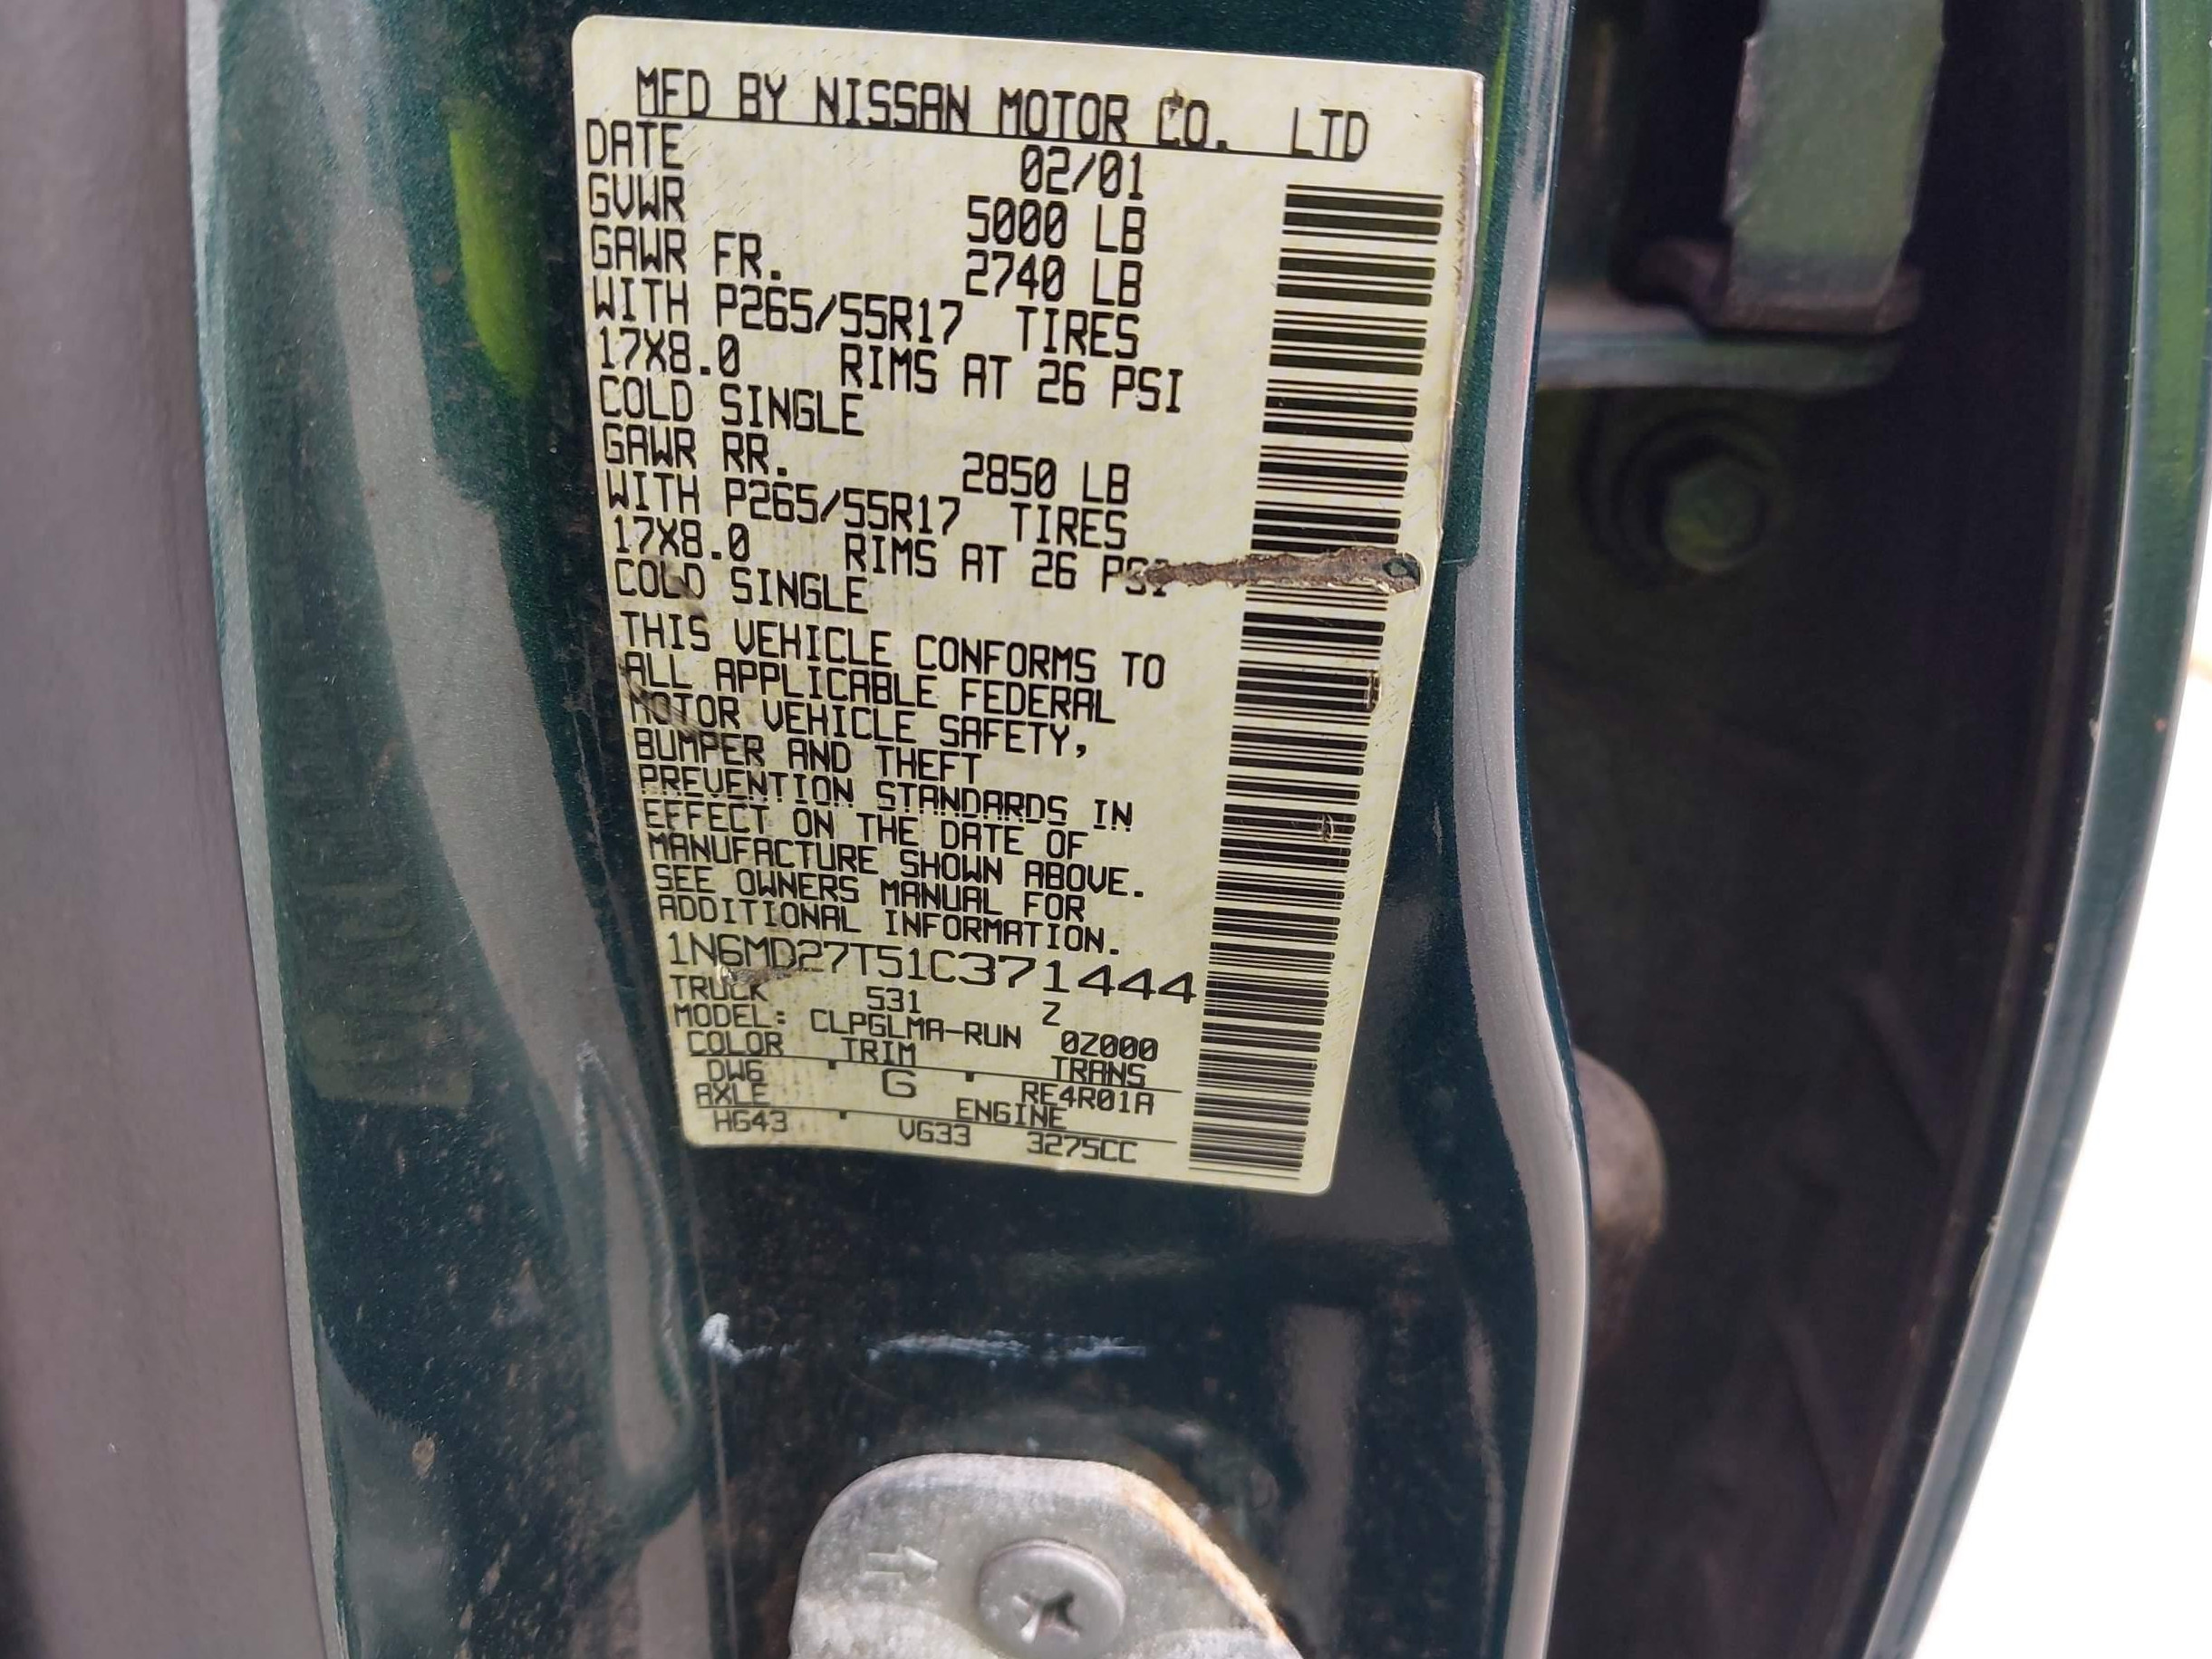 MFD BY NISSAN MOTOR CO. LTD
DATE 02/01
GVWR 5000 LB
GAWR FR. 2740 LB
WITH P265/55R17 TIRES
17X8.0 RIMS AT 26 PSI
COLD SINGLE
GAWR RR. 2850 LB
WITH P265/55R17 TIRES
17X8.0 RIMS AT 26 PSI
COLD SINGLE
THIS VEHICLE CONFORMS TO
ALL APPLICABLE FEDERAL
MOTOR VEHICLE SAFETY,
BUMPER AND THEFT
PREVENTION STANDARDS IN
EFFECT ON THE DATE OF
MANUFACTURE SHOWN ABOVE.
SEE OWNERS MANUAL FOR
ADDITIONAL INFORMATION.
1N6MD27T51C371444
TRUCK 531 Z
MODEL: CLPGLMA-RUN 0Z000
COLOR TRIM TRANS
DW6 G RE4R01A
AXLE ENGINE
HG43 VG33 3275CC